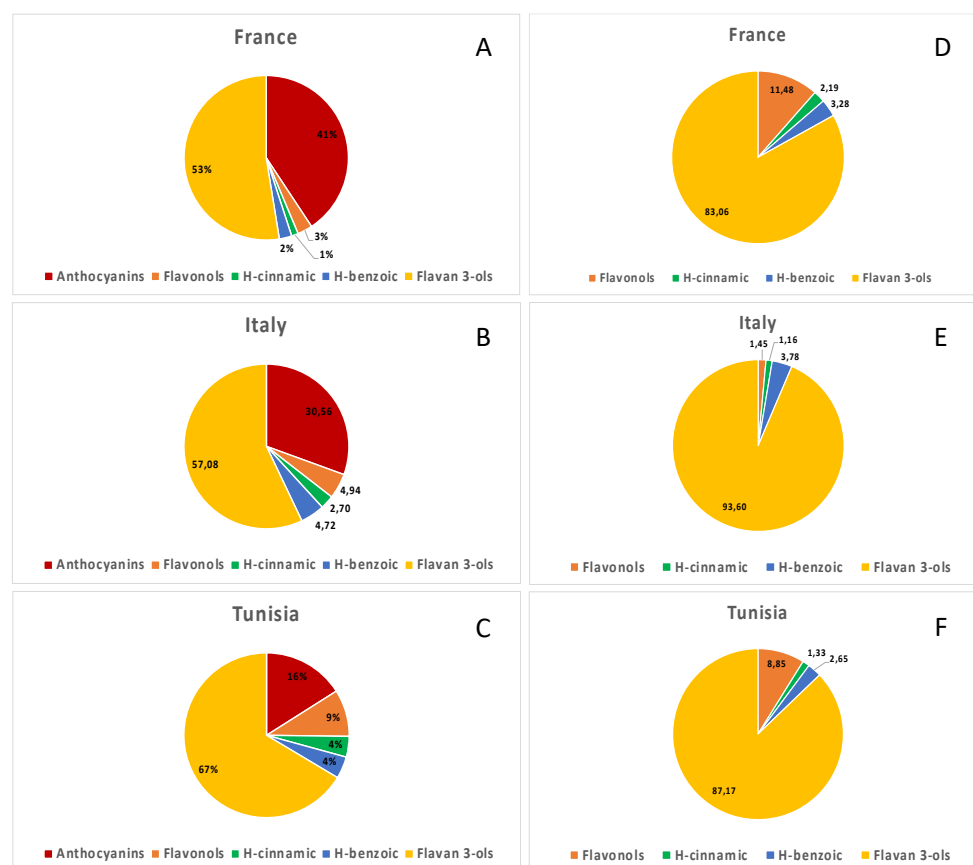 France
A
41%
53%
3%
1%
2%
Anthocyanins Flavonols H-cinnamic H-benzoic Flavan 3-ols
France
D
11,48
2,19
3,28
83,06
Flavonols H-cinnamic H-benzoic Flavan 3-ols
Italy
B
30,56
57,08
4,94
2,70
4,72
Anthocyanins Flavonols H-cinnamic H-benzoic Flavan 3-ols
Italy
E
1,45
1,16
3,78
93,60
Flavonols H-cinnamic H-benzoic Flavan 3-ols
Tunisia
C
16%
9%
4%
4%
67%
Anthocyanins Flavonols H-cinnamic H-benzoic Flavan 3-ols
Tunisia
F
8,85
1,33
2,65
87,17
Flavonols H-cinnamic H-benzoic Flavan 3-ols